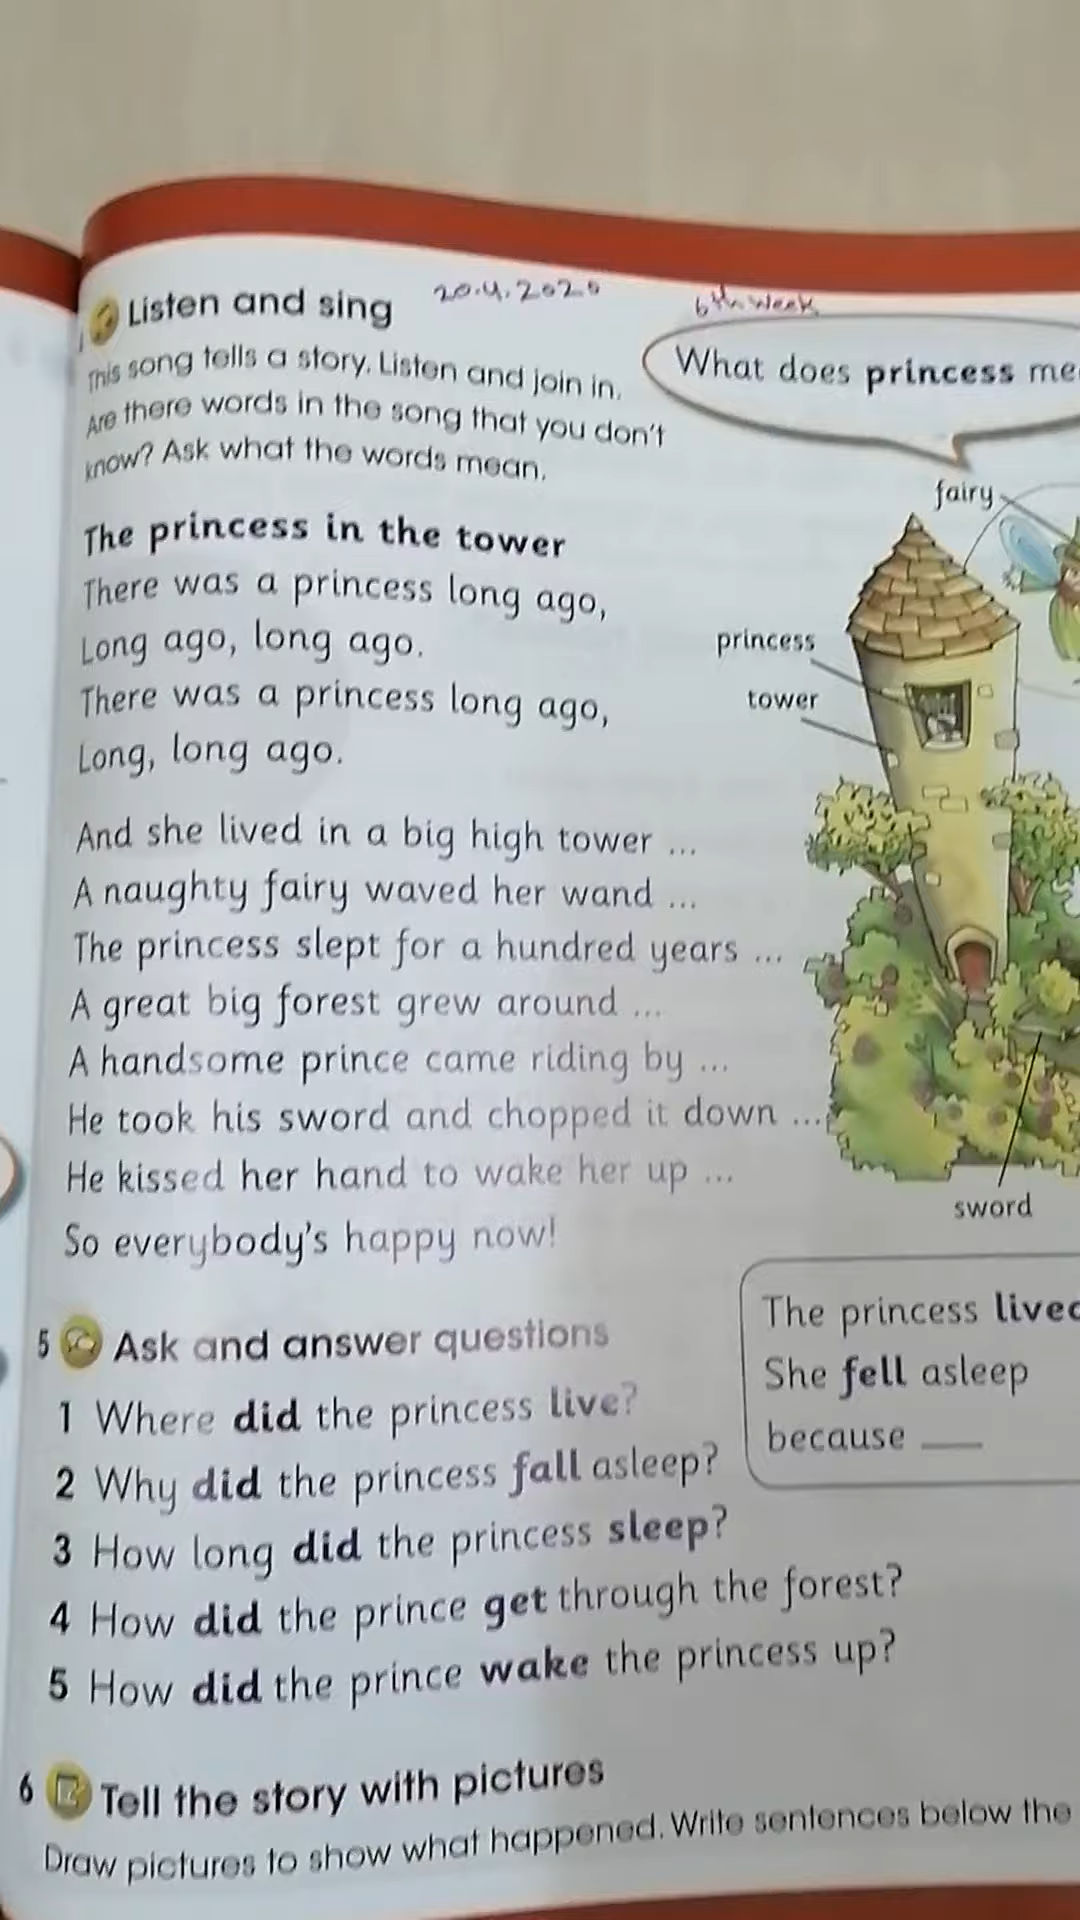 Listen and sing
20.4.2020
6th week
This song tells a story. Listen and join in.
Are there words in the song that you don't
know? Ask what the words mean.
What does princess me
fairy
princess
tower
sword
The princess in the tower
There was a princess long ago,
Long ago, long ago.
There was a princess long ago,
Long, long ago.
And she lived in a big high tower ...
A naughty fairy waved her wand ...
The princess slept for a hundred years ...
A great big forest grew around ...
A handsome prince came riding by ...
He took his sword and chopped it down ...
He kissed her hand to wake her up ...
So everybody's happy now!
5 Ask and answer questions
1 Where did the princess live?
2 Why did the princess fall asleep?
3 How long did the princess sleep?
4 How did the prince get through the forest?
5 How did the prince wake the princess up?
The princess lived
She fell asleep
because ___
6 Tell the story with pictures
Draw pictures to show what happened. Write sentences below the